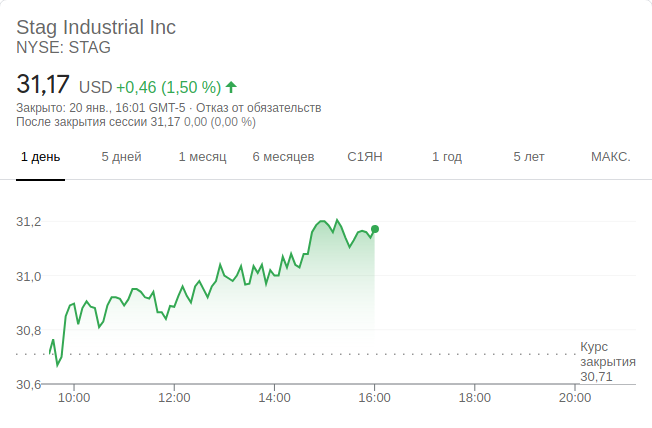 Stag Industrial Inc
NYSE: STAG
31,17 USD +0,46 (1,50 %)
Закрыто: 20 янв., 16:01 GMT-5 · Отказ от обязательств
После закрытия сессии 31,17 0,00 (0,00 %)
1 день 5 дней 1 месяц 6 месяцев С1ЯН 1 год 5 лет МАКС.
31,2
31,0
30,8
30,6
Курс
закрытия
30,71
10:00 12:00 14:00 16:00 18:00 20:00